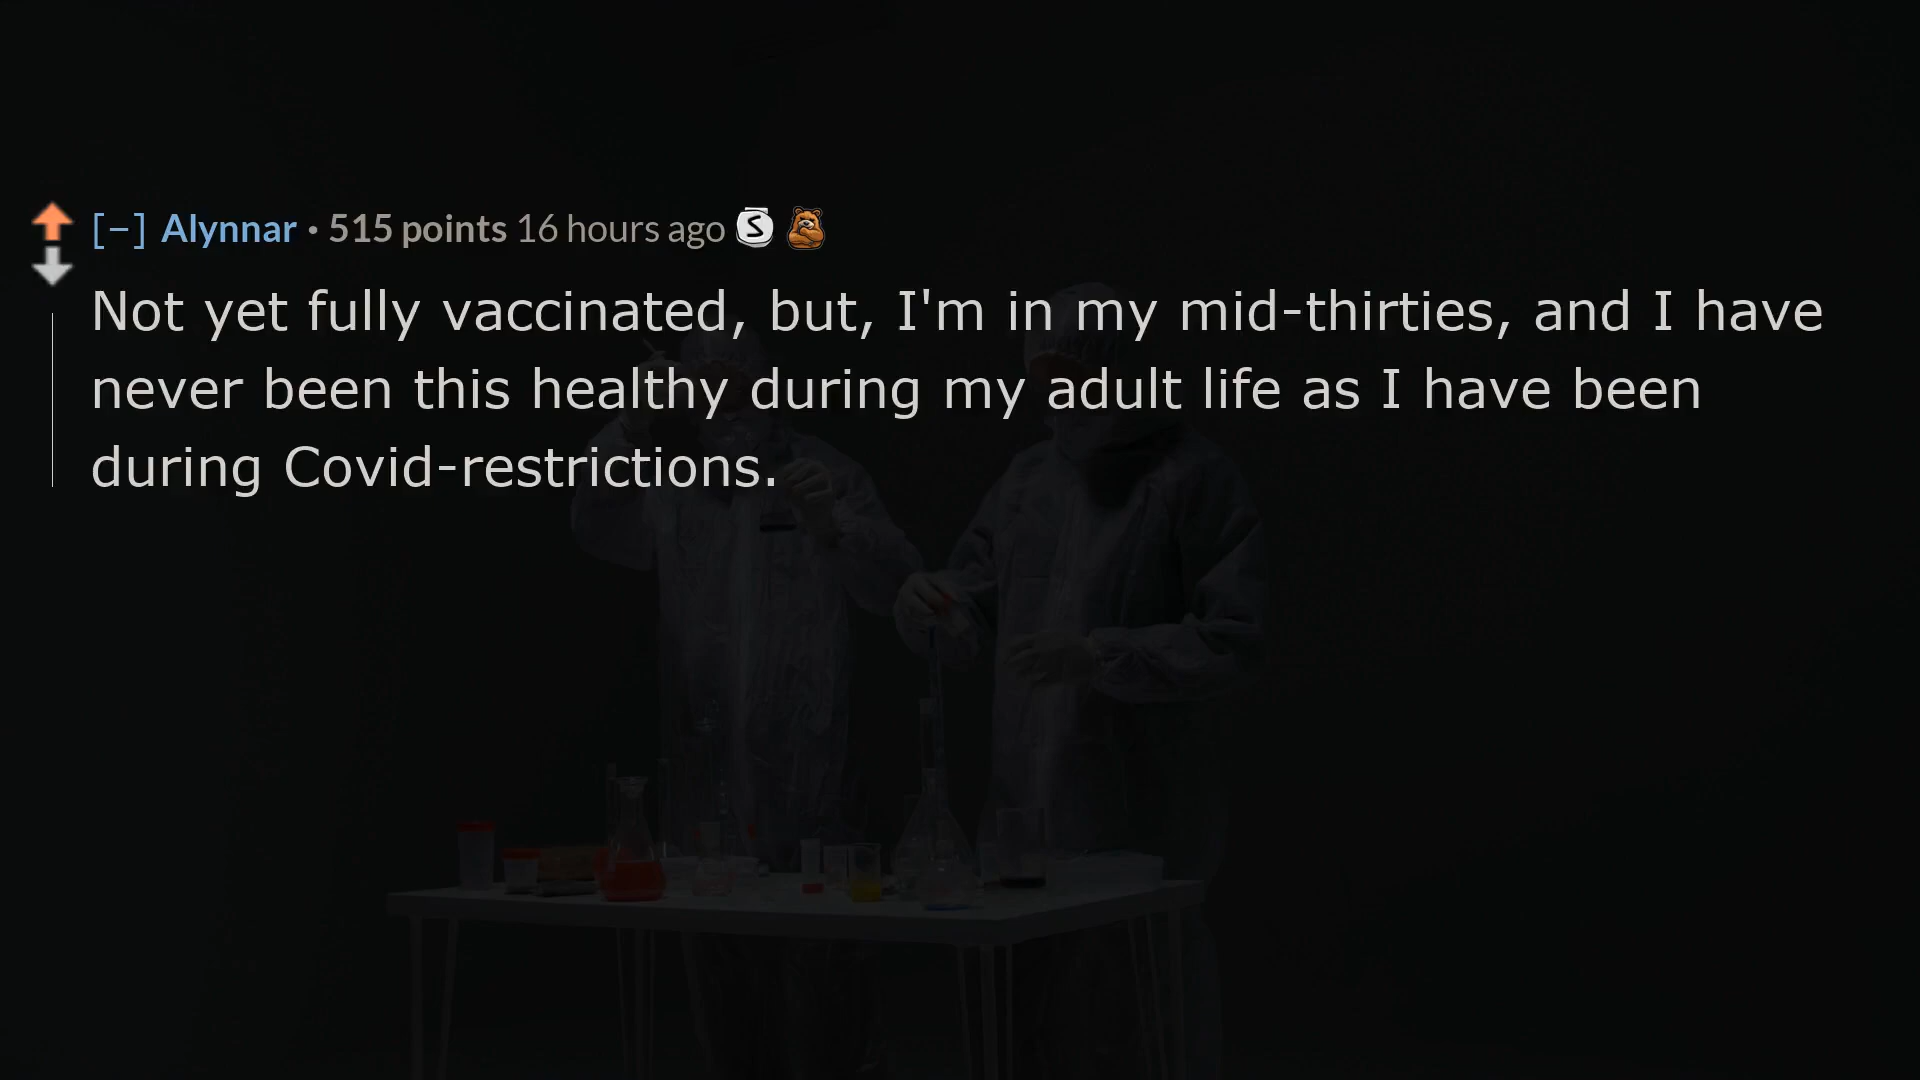 [–] Alynnar • 515 points 16 hours ago
Not yet fully vaccinated, but, I'm in my mid-thirties, and I have
never been this healthy during my adult life as I have been
during Covid-restrictions.